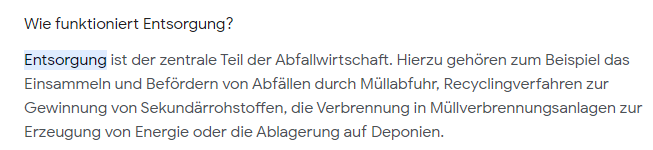 Wie funktioniert Entsorgung?
Entsorgung ist der zentrale Teil der Abfallwirtschaft. Hierzu gehören zum Beispiel das
Einsammeln und Befördern von Abfällen durch Müllabfuhr, Recyclingverfahren zur
Gewinnung von Sekundärrohstoffen, die Verbrennung in Müllverbrennungsanlagen zur
Erzeugung von Energie oder die Ablagerung auf Deponien.